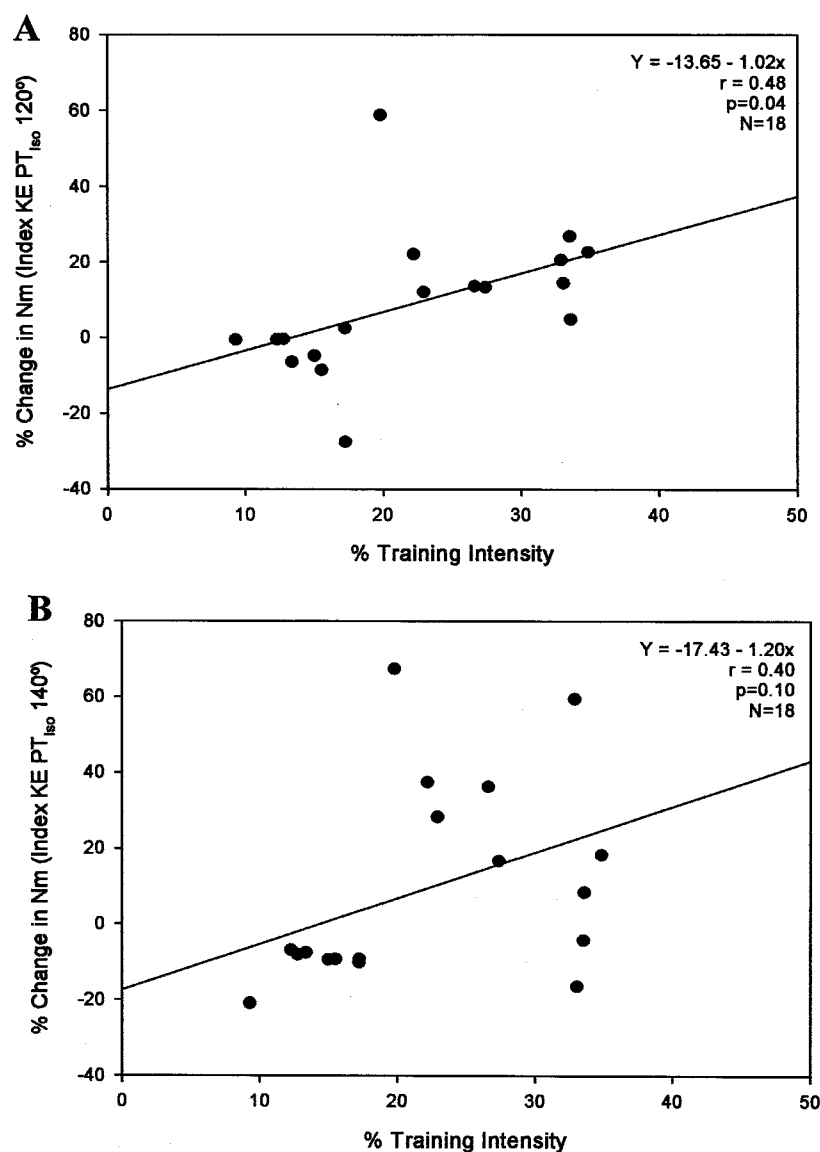 A
80
60
40
20
0
-20
-40
% Change in Nm (Index KE PTIso 120º)
Y = -13.65 - 1.02x
r = 0.48
p=0.04
N=18
0 10 20 30 40 50
% Training Intensity
B
80
60
40
20
0
-20
-40
% Change in Nm (Index KE PTIso 140º)
Y = -17.43 - 1.20x
r = 0.40
p=0.10
N=18
0 10 20 30 40 50
% Training Intensity